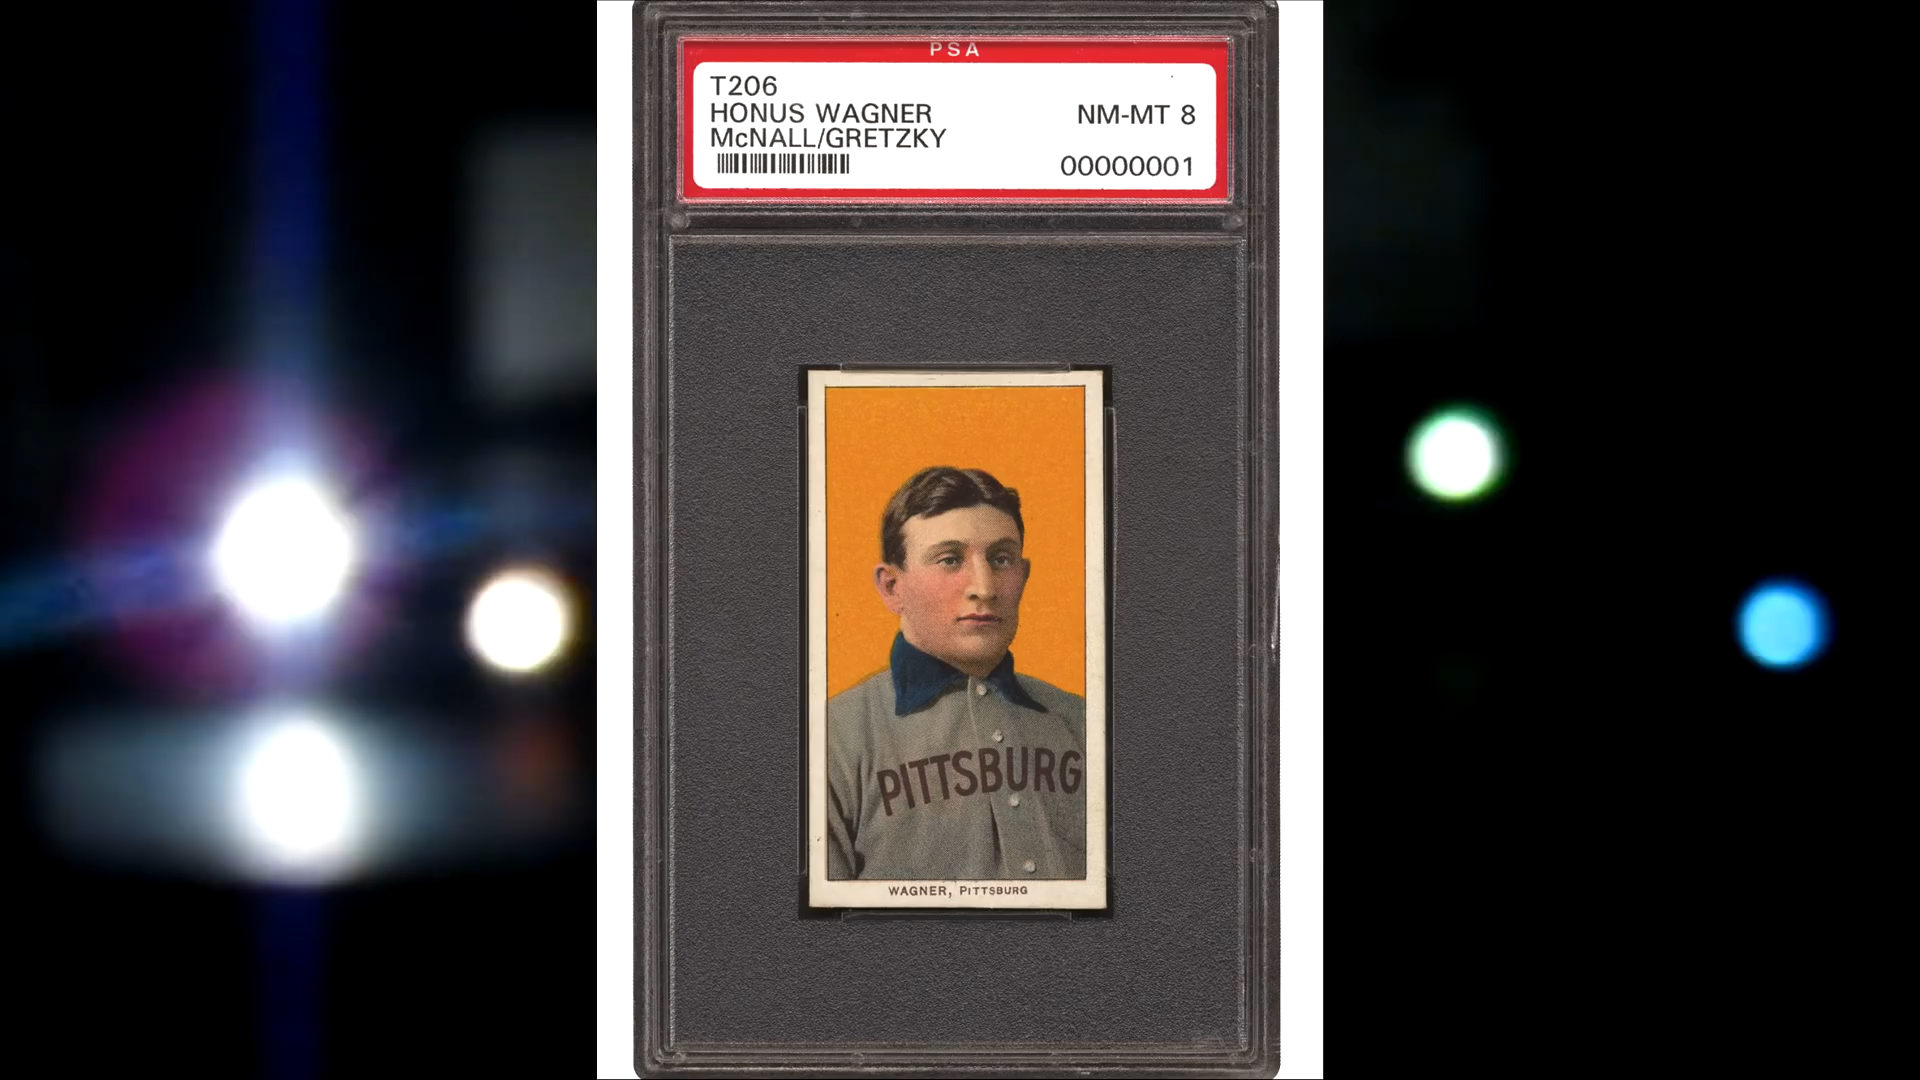 PSA
T206
HONUS WAGNER
NM-MT 8
McNALL/GRETZKY
00000001
PITTSBURG
WAGNER, PITTSBURG